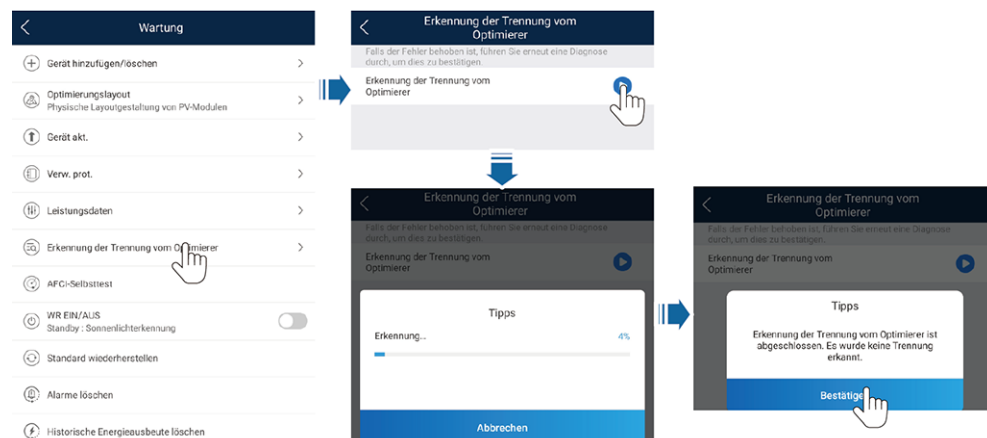 Wartung
Gerät hinzufügen/löschen
Optimierungslayout
Physische Layoutgestaltung von PV-Modulen
Gerät akt.
Verw. prot.
Leistungsdaten
Erkennung der Trennung vom Optimierer
AFCI-Selbsttest
WR EIN/AUS
Standby : Sonnenlichterkennung
Standard wiederherstellen
Alarme löschen
Historische Energieausbeute löschen
Erkennung der Trennung vom
Optimierer
Falls der Fehler behoben ist, führen Sie erneut eine Diagnose
durch, um dies zu bestätigen.
Erkennung der Trennung vom
Optimierer
Erkennung der Trennung vom
Optimierer
Falls der Fehler behoben ist, führen Sie erneut eine Diagnose
durch, um dies zu bestätigen.
Erkennung der Trennung vom
Optimierer
Tipps
Erkennung... 4%
Abbrechen
Erkennung der Trennung vom
Optimierer
Falls der Fehler behoben ist, führen Sie erneut eine Diagnose
durch, um dies zu bestätigen.
Erkennung der Trennung vom
Optimierer
Tipps
Erkennung der Trennung vom Optimierer ist
abgeschlossen. Es wurde keine Trennung
erkannt.
Bestätigen